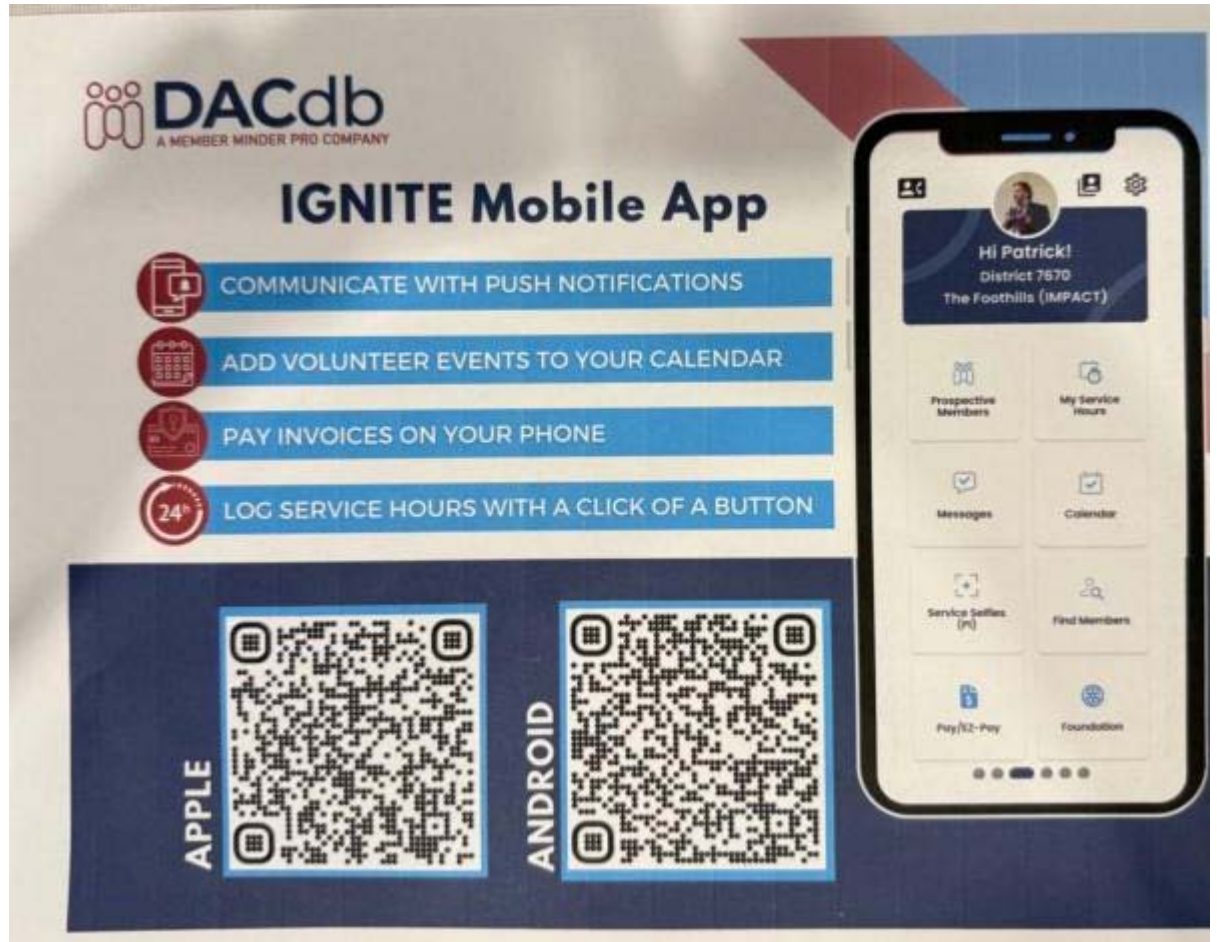 DACdb
A MEMBER MINDER PRO COMPANY
IGNITE Mobile App
COMMUNICATE WITH PUSH NOTIFICATIONS
ADD VOLUNTEER EVENTS TO YOUR CALENDAR
PAY INVOICES ON YOUR PHONE
24h
LOG SERVICE HOURS WITH A CLICK OF A BUTTON
APPLE
ANDROID
Hi Patrick!
District 7670
The Foothills (IMPACT)
Prospective
Members
My Service
Hours
Messages
Calendar
Service Selfies
(PI)
Find Members
Pay/EZ-Pay
Foundation